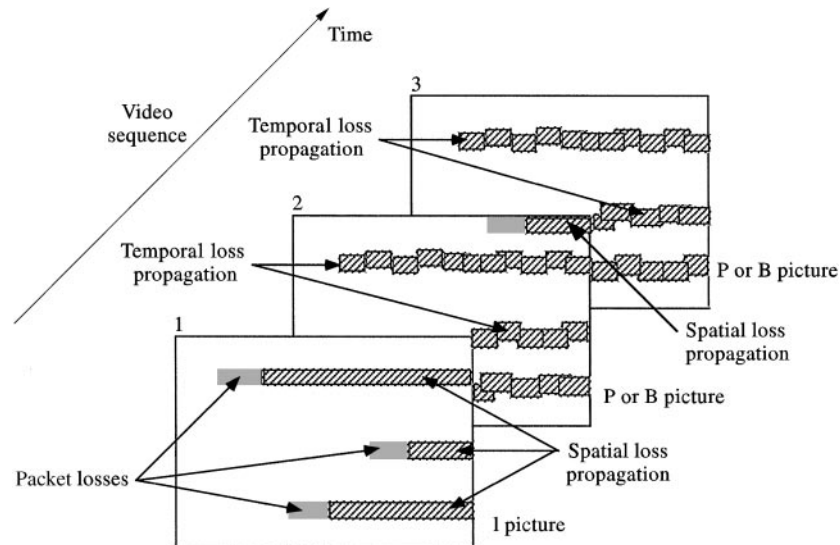 Time
3
Video
sequence
Temporal loss
propagation
2
Temporal loss
propagation
P or B picture
1
Spatial loss
propagation
P or B picture
Packet losses
Spatial loss
propagation
1 picture